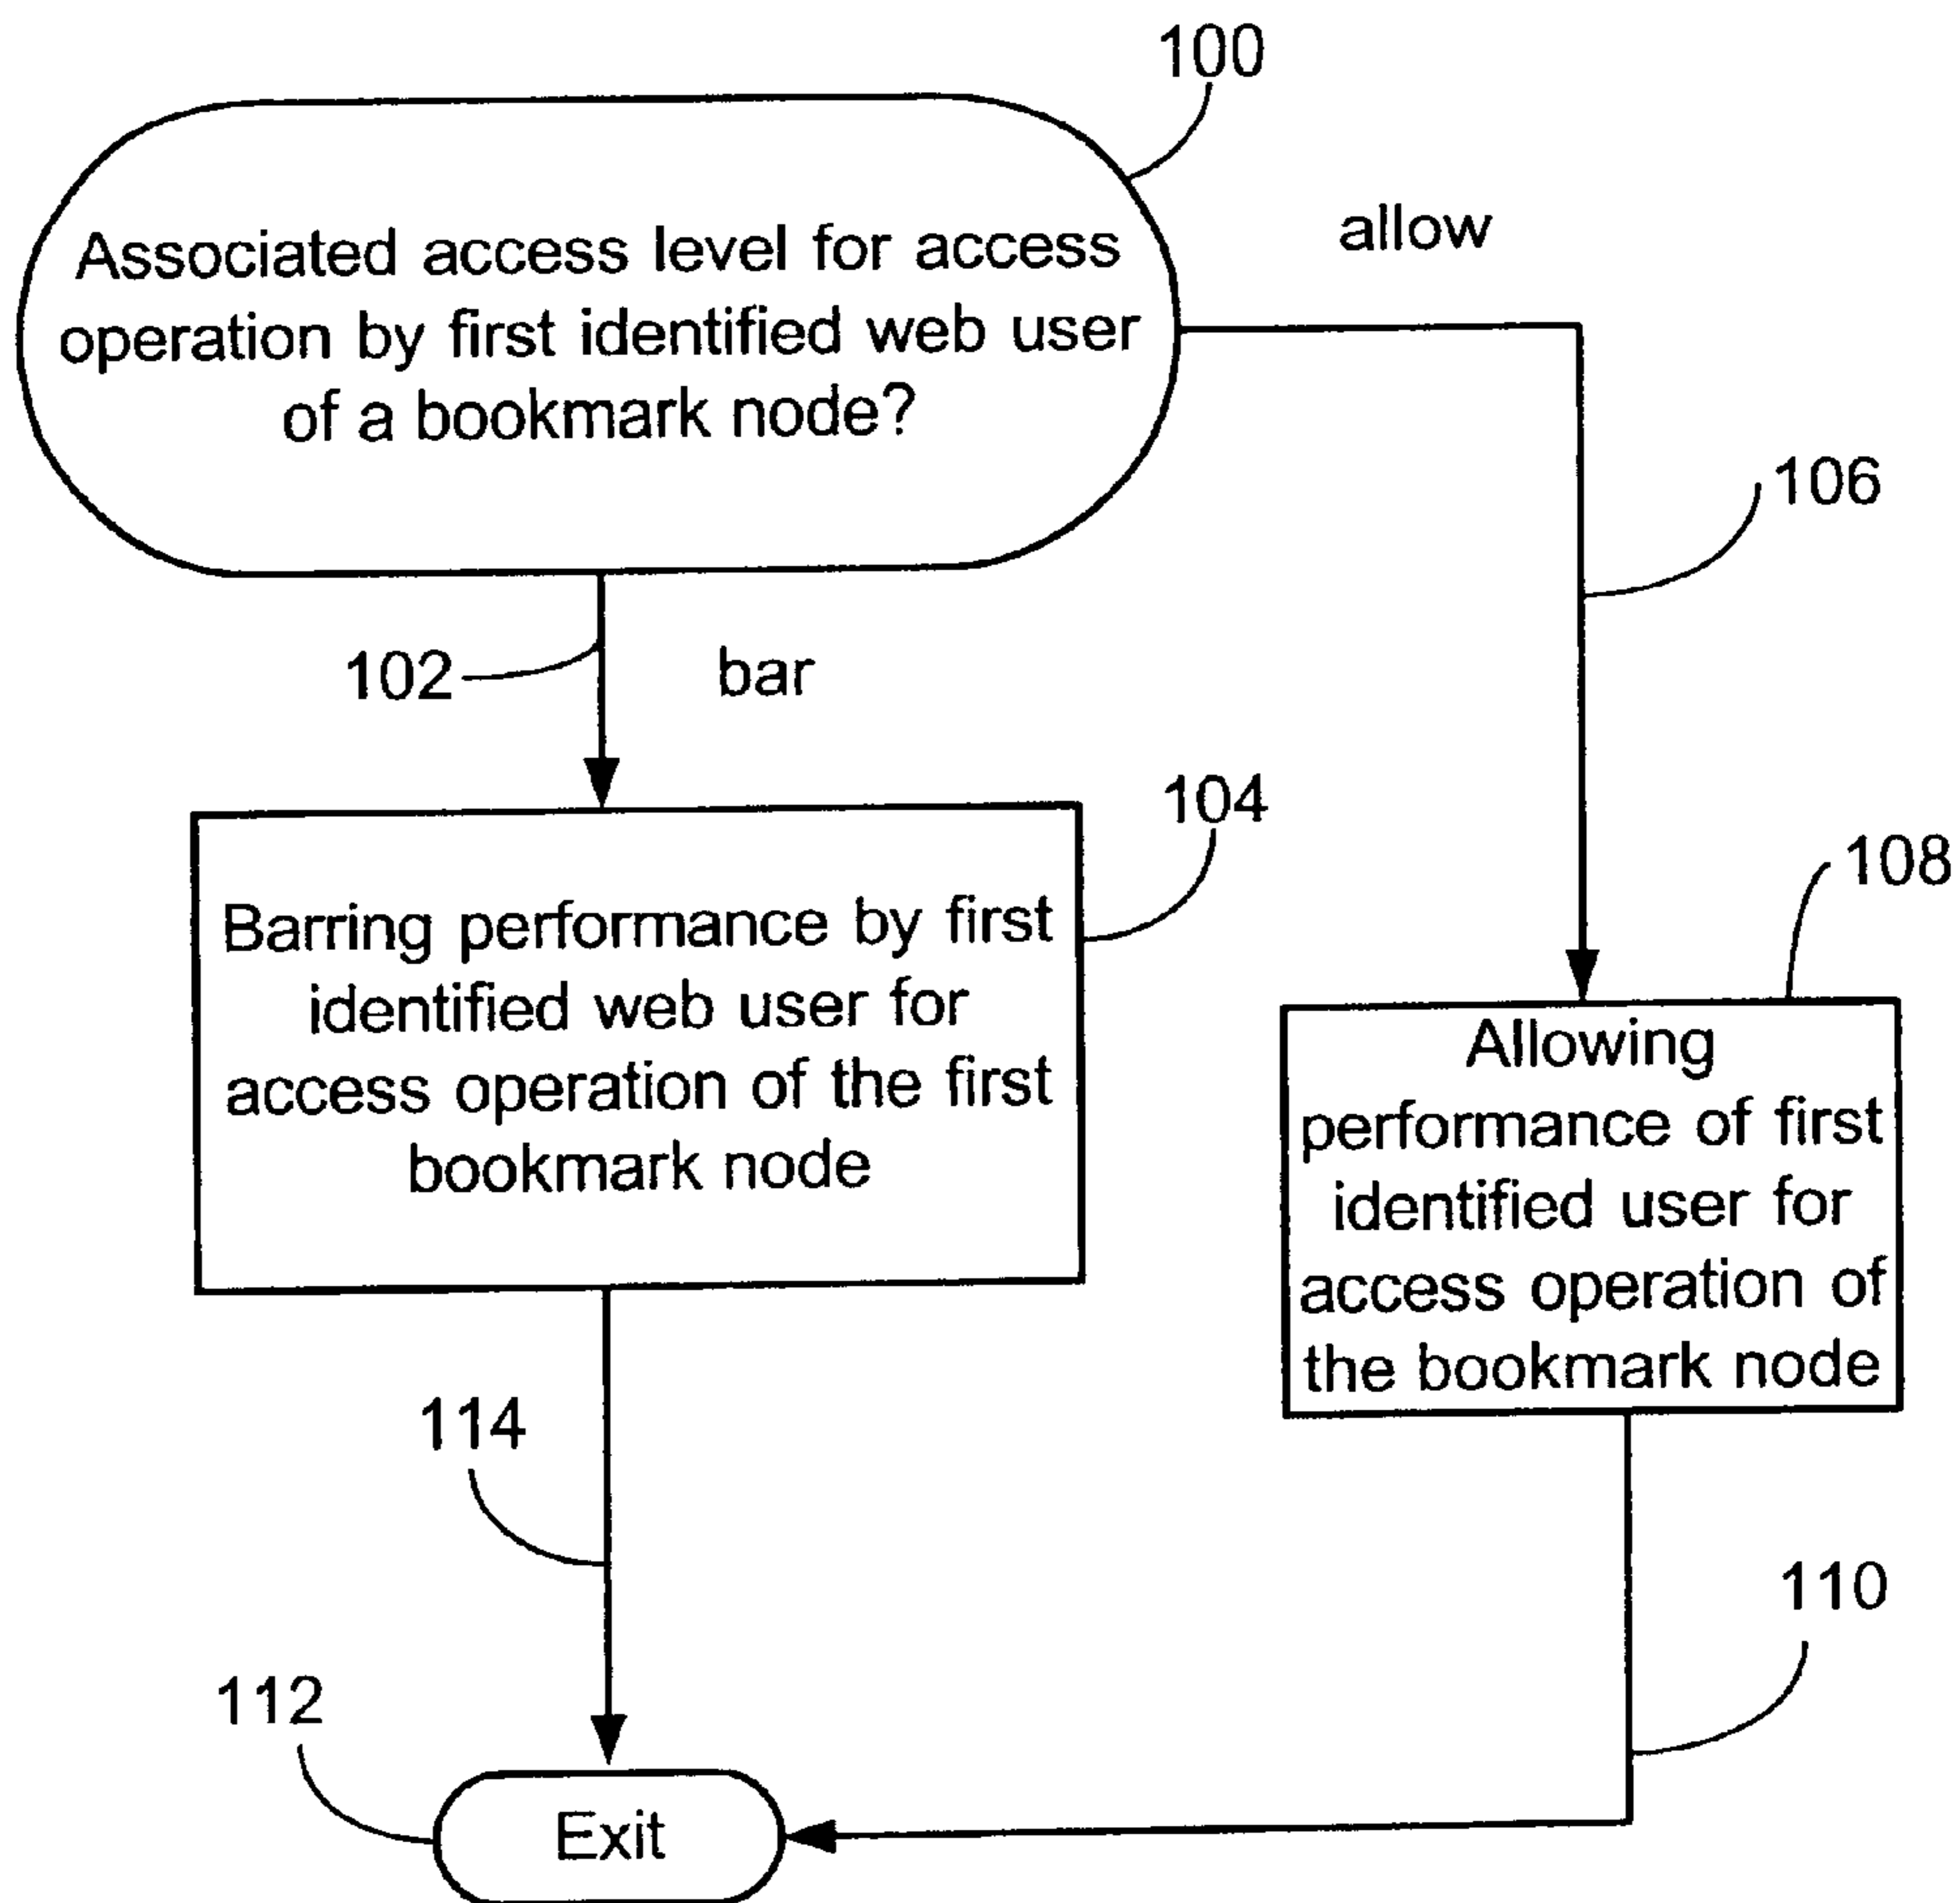 100
Associated access level for access
operation by first identified web user
of a bookmark node?
allow
106
102
bar
104
108
Barring performance by first
identified web user for
access operation of the first
bookmark node
Allowing
performance of first
identified user for
access operation of
the bookmark node
114
110
112
Exit